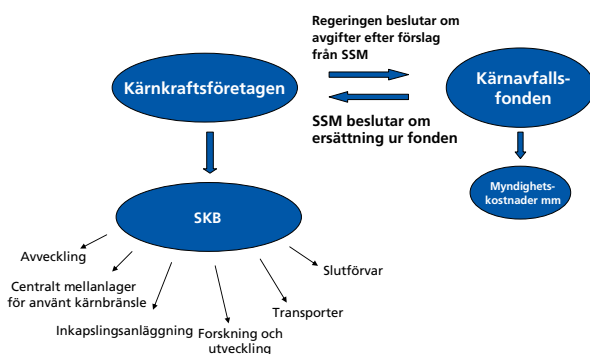 Regeringen beslutar om
avgifter efter förslag
från SSM
Kärnkraftsföretagen
Kärnavfalls-
fonden
SSM beslutar om
ersättning ur fonden
Myndighets-
kostnader mm
SKB
Avveckling
Centralt mellanlager
för använt kärnbränsle
Inkapslingsanläggning
Forskning och
utveckling
Transporter
Slutförvar